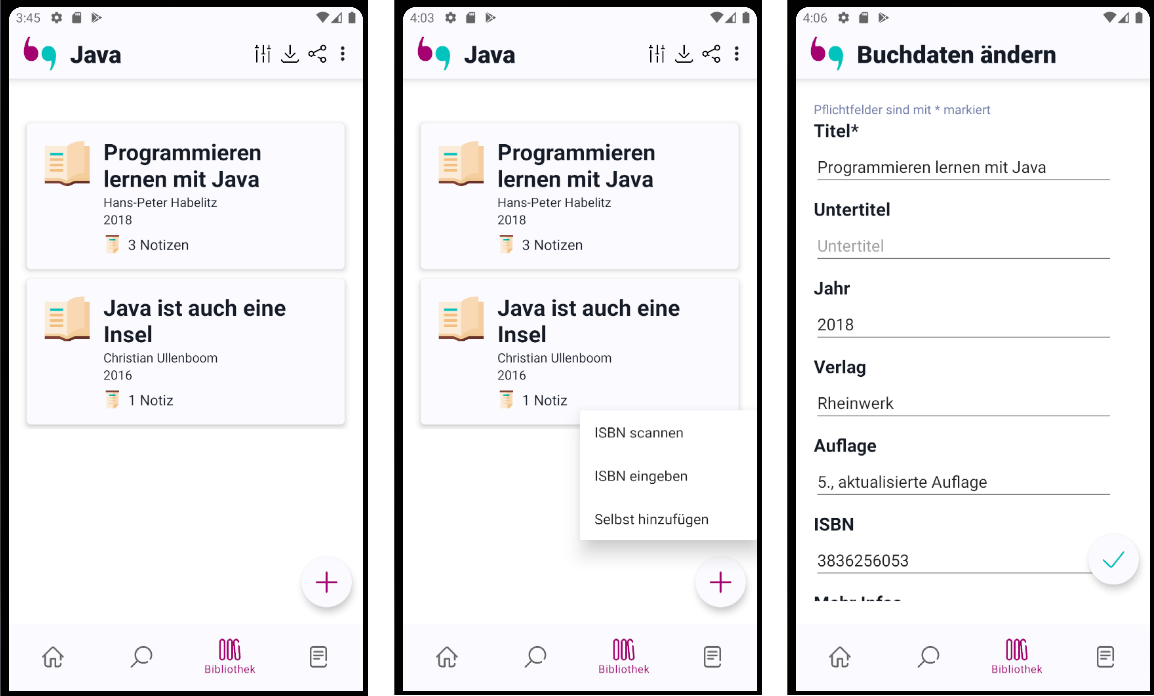 3:45
Java
Programmieren
lernen mit Java
Hans-Peter Habelitz
2018
3 Notizen
Java ist auch eine
Insel
Christian Ullenboom
2016
1 Notiz
Bibliothek
4:03
Java
Programmieren
lernen mit Java
Hans-Peter Habelitz
2018
3 Notizen
Java ist auch eine
Insel
Christian Ullenboom
2016
1 Notiz
ISBN scannen
ISBN eingeben
Selbst hinzufügen
Bibliothek
4:06
Buchdaten ändern
Pflichtfelder sind mit * markiert
Titel*
Programmieren lernen mit Java
Untertitel
Untertitel
Jahr
2018
Verlag
Rheinwerk
Auflage
5., aktualisierte Auflage
ISBN
3836256053
Mehr Infos
Bibliothek